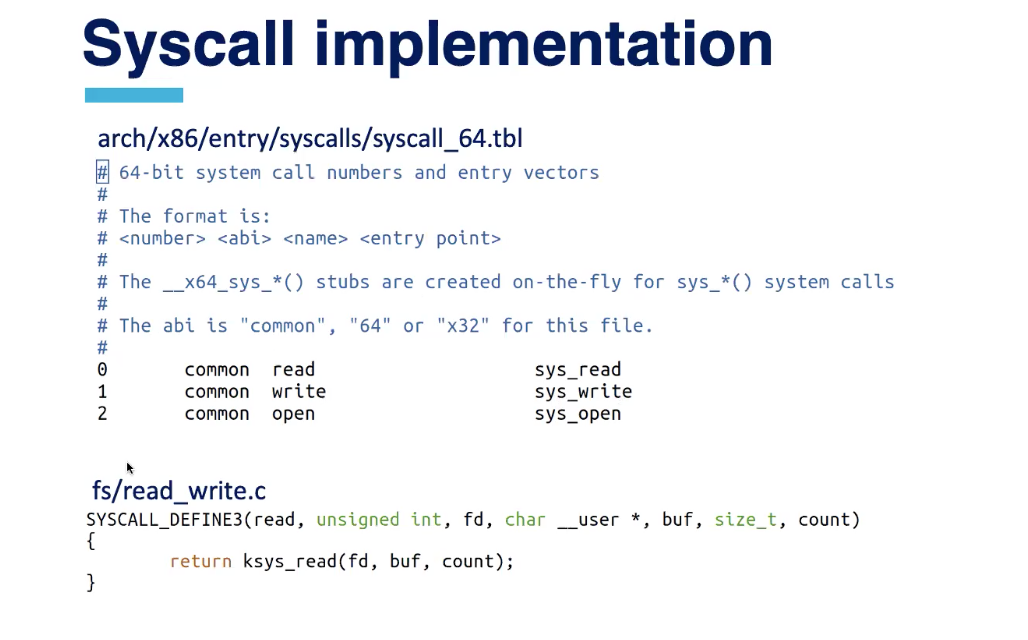 Syscall implementation
arch/x86/entry/syscalls/syscall_64.tbl
# 64-bit system call numbers and entry vectors
#
# The format is:
# <number> <abi> <name> <entry point>
#
# The __x64_sys_*() stubs are created on-the-fly for sys_*() system calls
#
# The abi is "common", "64" or "x32" for this file.
#
0 common read sys_read
1 common write sys_write
2 common open sys_open
fs/read_write.c
SYSCALL_DEFINE3(read, unsigned int, fd, char __user *, buf, size_t, count)
{
return ksys_read(fd, buf, count);
}